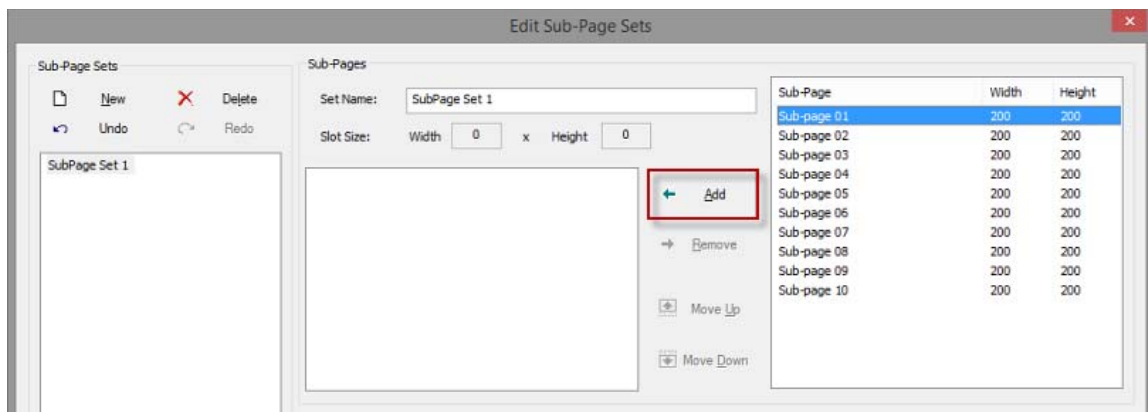 Edit Sub-Page Sets
x
Sub-Page Sets
New Delete
Undo Redo
SubPage Set 1
Sub-Pages
Set Name: SubPage Set 1
Slot Size: Width 0 x Height 0
Add
Remove
Move Up
Move Down
Sub-Page Width Height
Sub-page 01 200 200
Sub-page 02 200 200
Sub-page 03 200 200
Sub-page 04 200 200
Sub-page 05 200 200
Sub-page 06 200 200
Sub-page 07 200 200
Sub-page 08 200 200
Sub-page 09 200 200
Sub-page 10 200 200